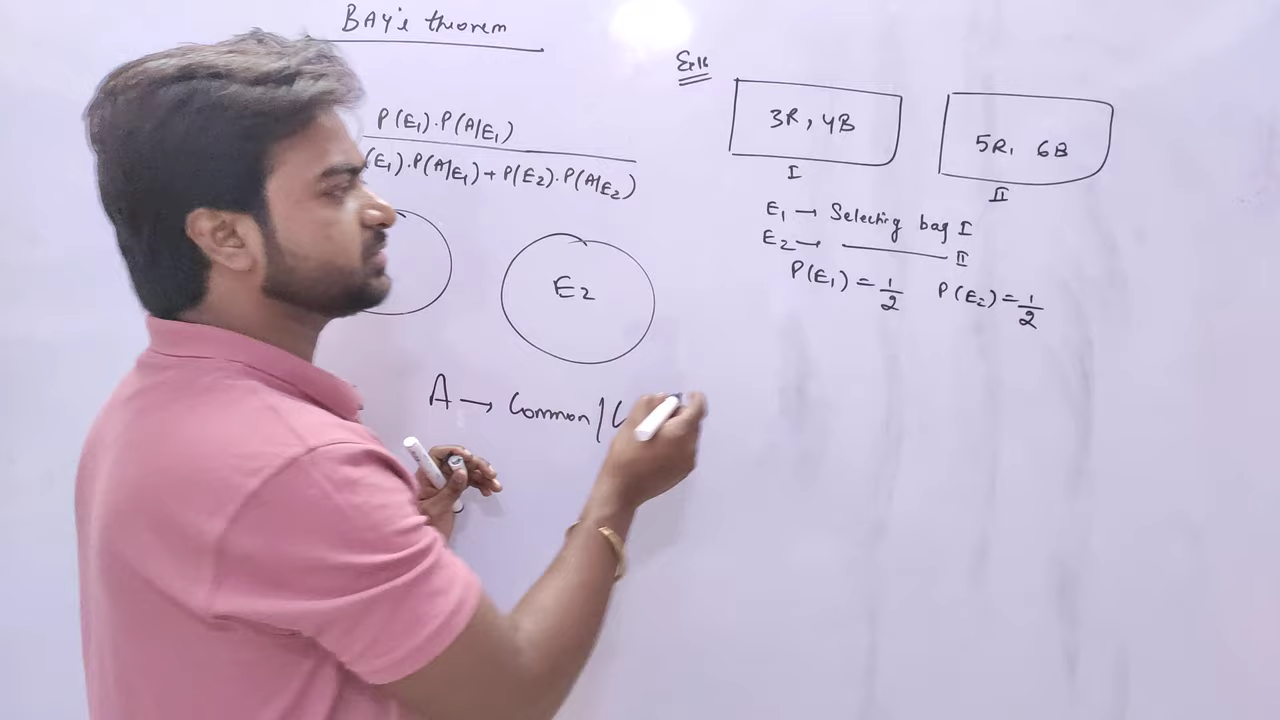 BAY's theorem
P(E₁).P(A/E₁)
(E₁).P(A/E₁)+P(E₂).P(A/E₂)
E₂
A → Common/
Ex16
3R, 4B
I
5R, 6B
II
E₁ → Selecting bag I
E₂ → II
P(E₁) = 1/2 P(E₂) = 1/2